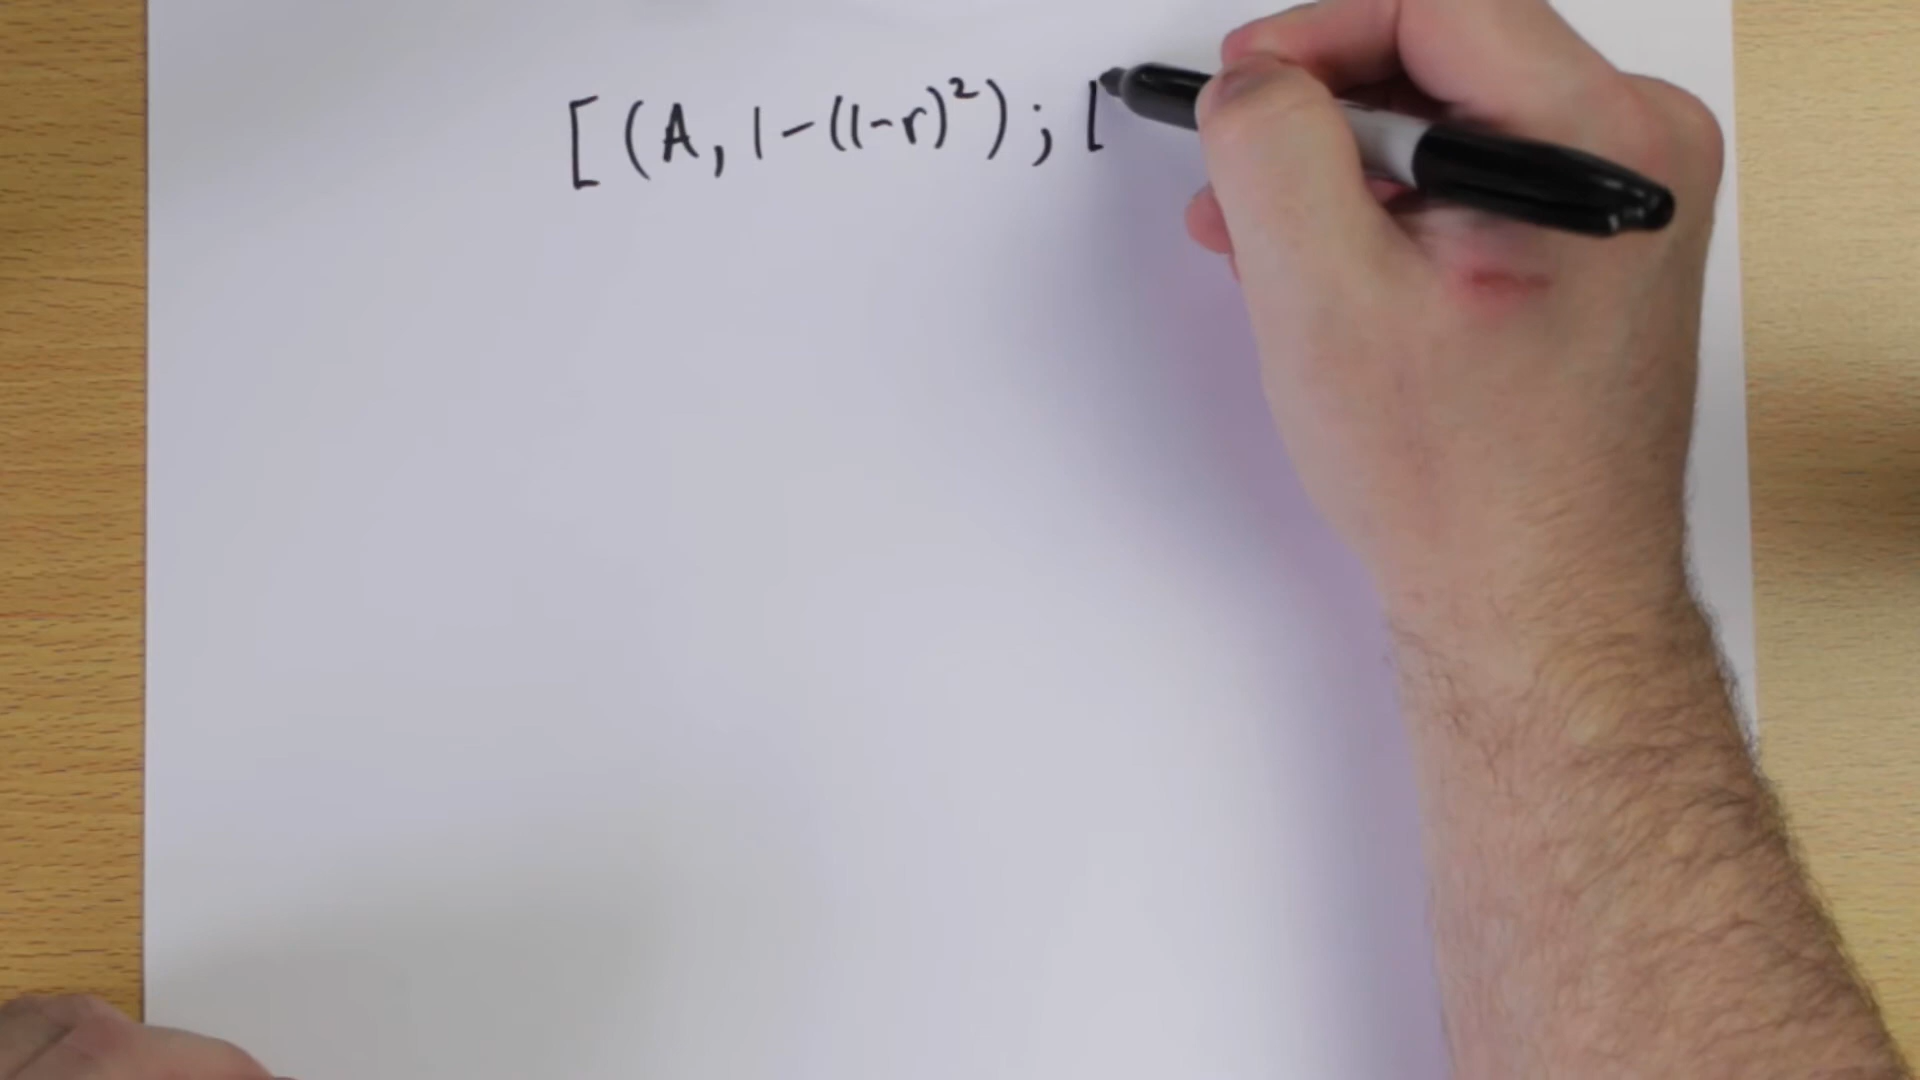 [(A, 1-(1-r)²); [